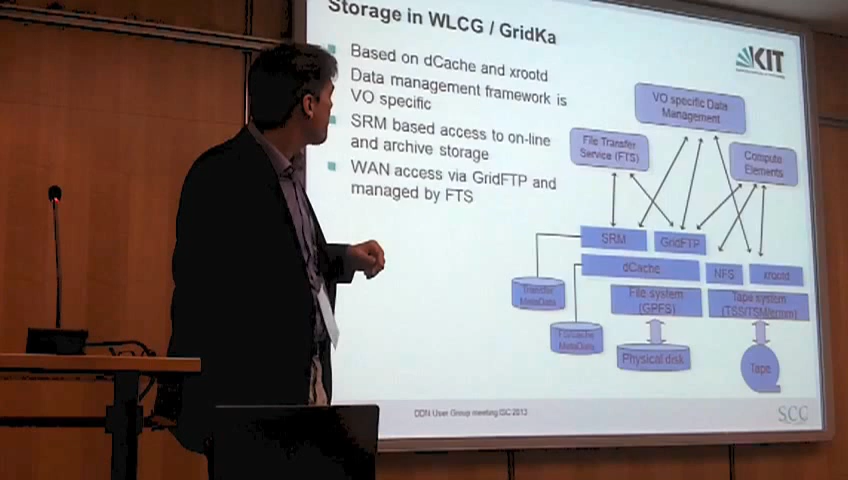 Storage in WLCG / GridKa
KIT
Based on dCache and xrootd
Data management framework is
VO specific
SRM based access to on-line
and archive storage
WAN access via GridFTP and
managed by FTS
VO specific Data
Management
File Transfer
Service (FTS)
Compute
Elements
SRM
GridFTP
dCache
NFS
xrootd
Transfer
MetaData
File system
(GPFS)
Tape system
MetaData
Physical disk
Tape
DDN User Group meeting ISC 2013
SCC